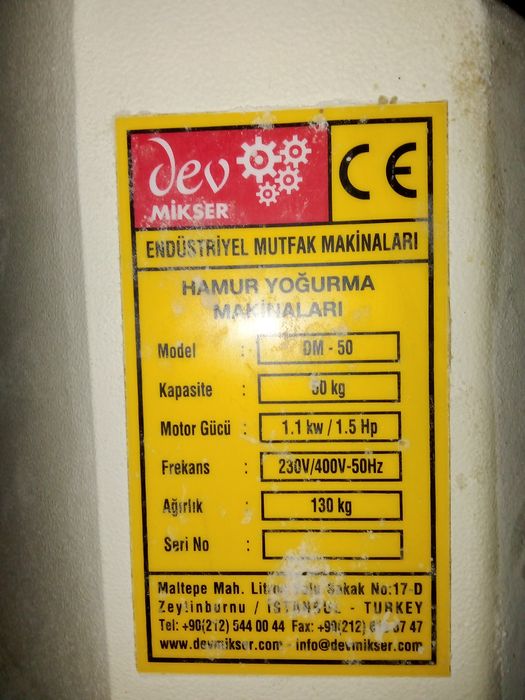 dev
MİKSER
CE
ENDÜSTRİYEL MUTFAK MAKİNALARI
HAMUR YOĞURMA
MAKİNALARI
Model : DM - 50
Kapasite : 50 kg
Motor Gücü : 1.1 kw / 1.5 Hp
Frekans : 230V/400V-50Hz
Ağırlık : 130 kg
Seri No :
Maltepe Mah. Sokak No:17-D
Zeytinburnu / İSTANBUL - TURKEY
Tel: +90(212) 544 00 44 Fax: +90(212) 47
www.devmikser.com - info@devmikser.com